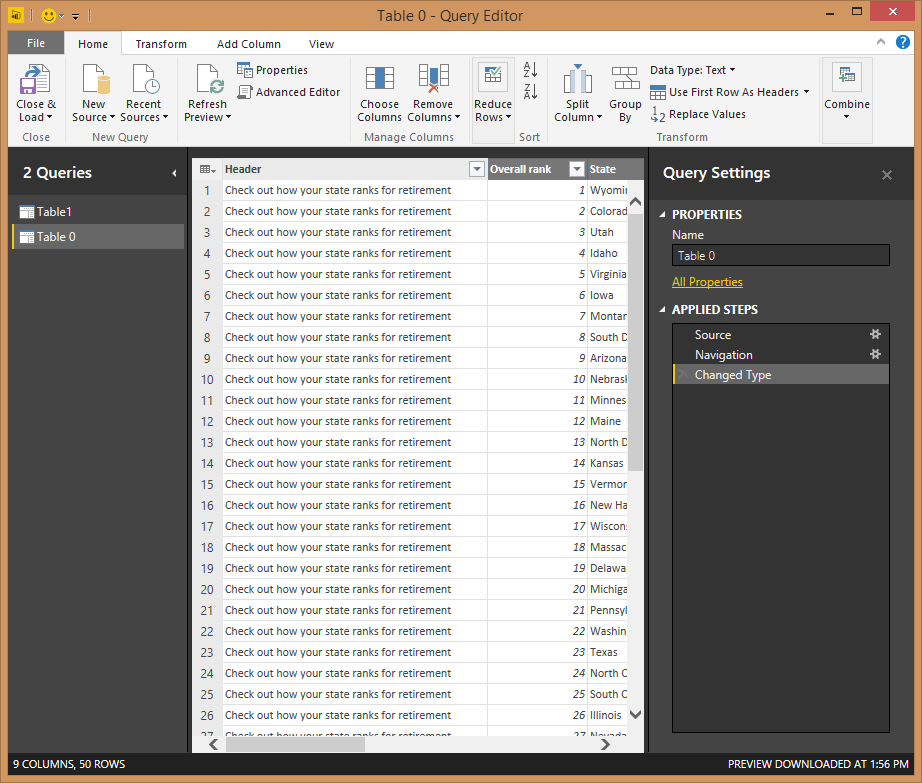 Table 0 - Query Editor
File Home Transform Add Column View
Close & Load
New Source
Recent Sources
Refresh Preview
Properties
Advanced Editor
Choose Columns
Remove Columns
Reduce Rows
A Z
Z A
Split Column
Group By
Data Type: Text
Use First Row As Headers
1 2 Replace Values
Combine
Close New Query Manage Columns Sort Transform
2 Queries
Table1
Table 0
Header Overall rank State
1 Check out how your state ranks for retirement 1 Wyomin
2 Check out how your state ranks for retirement 2 Colorad
3 Check out how your state ranks for retirement 3 Utah
4 Check out how your state ranks for retirement 4 Idaho
5 Check out how your state ranks for retirement 5 Virginia
6 Check out how your state ranks for retirement 6 Iowa
7 Check out how your state ranks for retirement 7 Montan
8 Check out how your state ranks for retirement 8 South D
9 Check out how your state ranks for retirement 9 Arizona
10 Check out how your state ranks for retirement 10 Nebrask
11 Check out how your state ranks for retirement 11 Minnes
12 Check out how your state ranks for retirement 12 Maine
13 Check out how your state ranks for retirement 13 North D
14 Check out how your state ranks for retirement 14 Kansas
15 Check out how your state ranks for retirement 15 Vermon
16 Check out how your state ranks for retirement 16 New Ha
17 Check out how your state ranks for retirement 17 Wiscons
18 Check out how your state ranks for retirement 18 Massac
19 Check out how your state ranks for retirement 19 Delawa
20 Check out how your state ranks for retirement 20 Michiga
21 Check out how your state ranks for retirement 21 Pennsyl
22 Check out how your state ranks for retirement 22 Washin
23 Check out how your state ranks for retirement 23 Texas
24 Check out how your state ranks for retirement 24 North C
25 Check out how your state ranks for retirement 25 South C
26 Check out how your state ranks for retirement 26 Illinois
27 Check out how your state ranks for retirement 27 Nevada
Query Settings
PROPERTIES
Name
Table 0
All Properties
APPLIED STEPS
Source
Navigation
Changed Type
9 COLUMNS, 50 ROWS
PREVIEW DOWNLOADED AT 1:56 PM